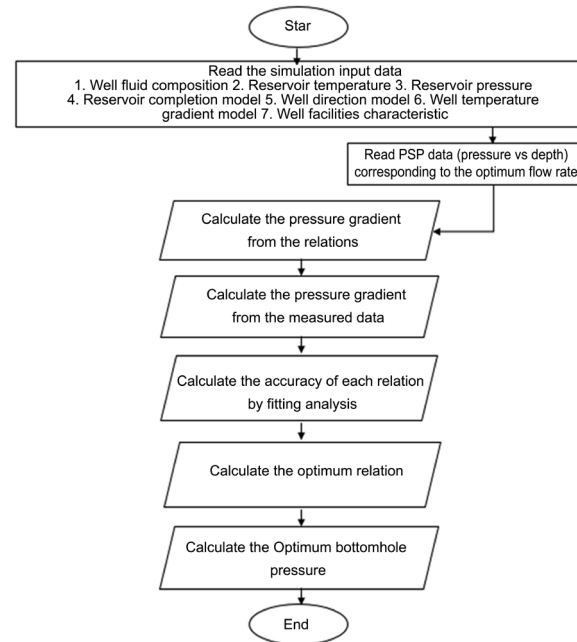 Star
Read the simulation input data
1. Well fluid composition 2. Reservoir temperature 3. Reservoir pressure
4. Reservoir completion model 5. Well direction model 6. Well temperature
gradient model 7. Well facilities characteristic
Read PSP data (pressure vs depth)
corresponding to the optimum flow rate
Calculate the pressure gradient
from the relations
Calculate the pressure gradient
from the measured data
Calculate the accuracy of each relation
by fitting analysis
Calculate the optimum relation
Calculate the Optimum bottomhole
pressure
End